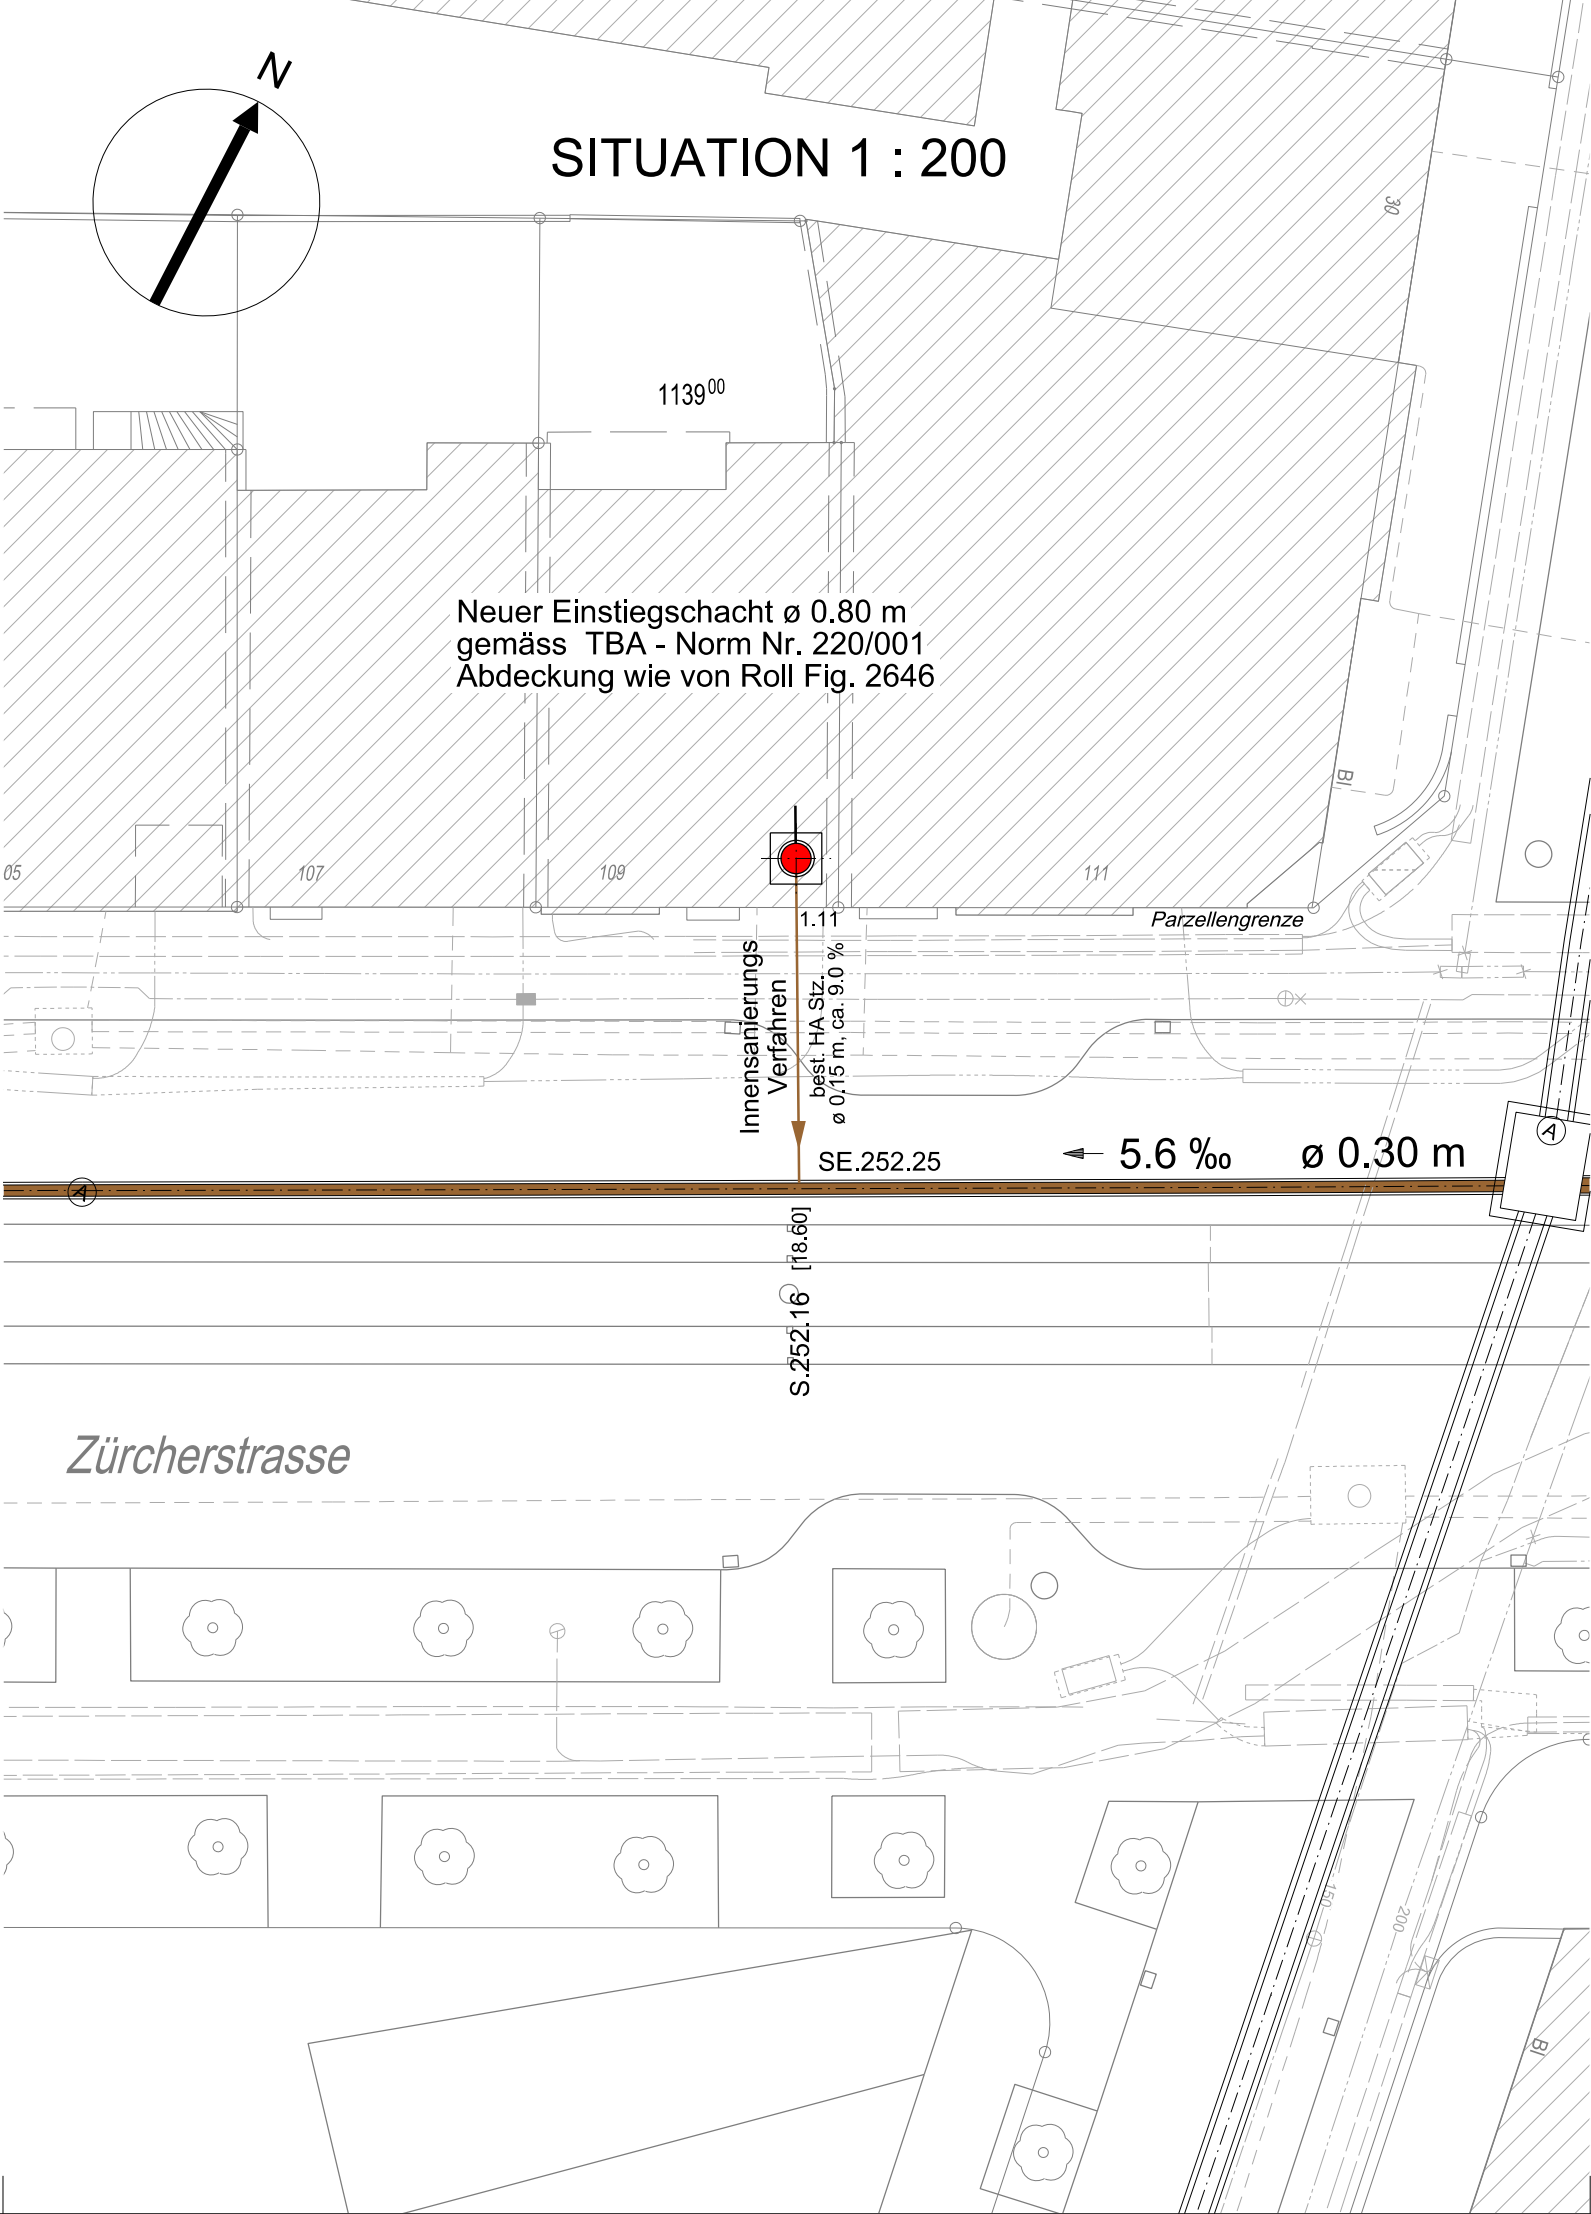 N
SITUATION 1 : 200
30
1139⁰⁰
Neuer Einstiegschacht ø 0.80 m
gemäss TBA - Norm Nr. 220/001
Abdeckung wie von Roll Fig. 2646
Bl
05
107
109
111
1.11
Parzellengrenze
Innensanierungs
Verfahren
best. HA Stz.
ø 0.15 m, ca. 9.0 %
SE.252.25
5.6 ‰
ø 0.30 m
A
A
S.252.16 [18.60]
Zürcherstrasse
150
200
Bl